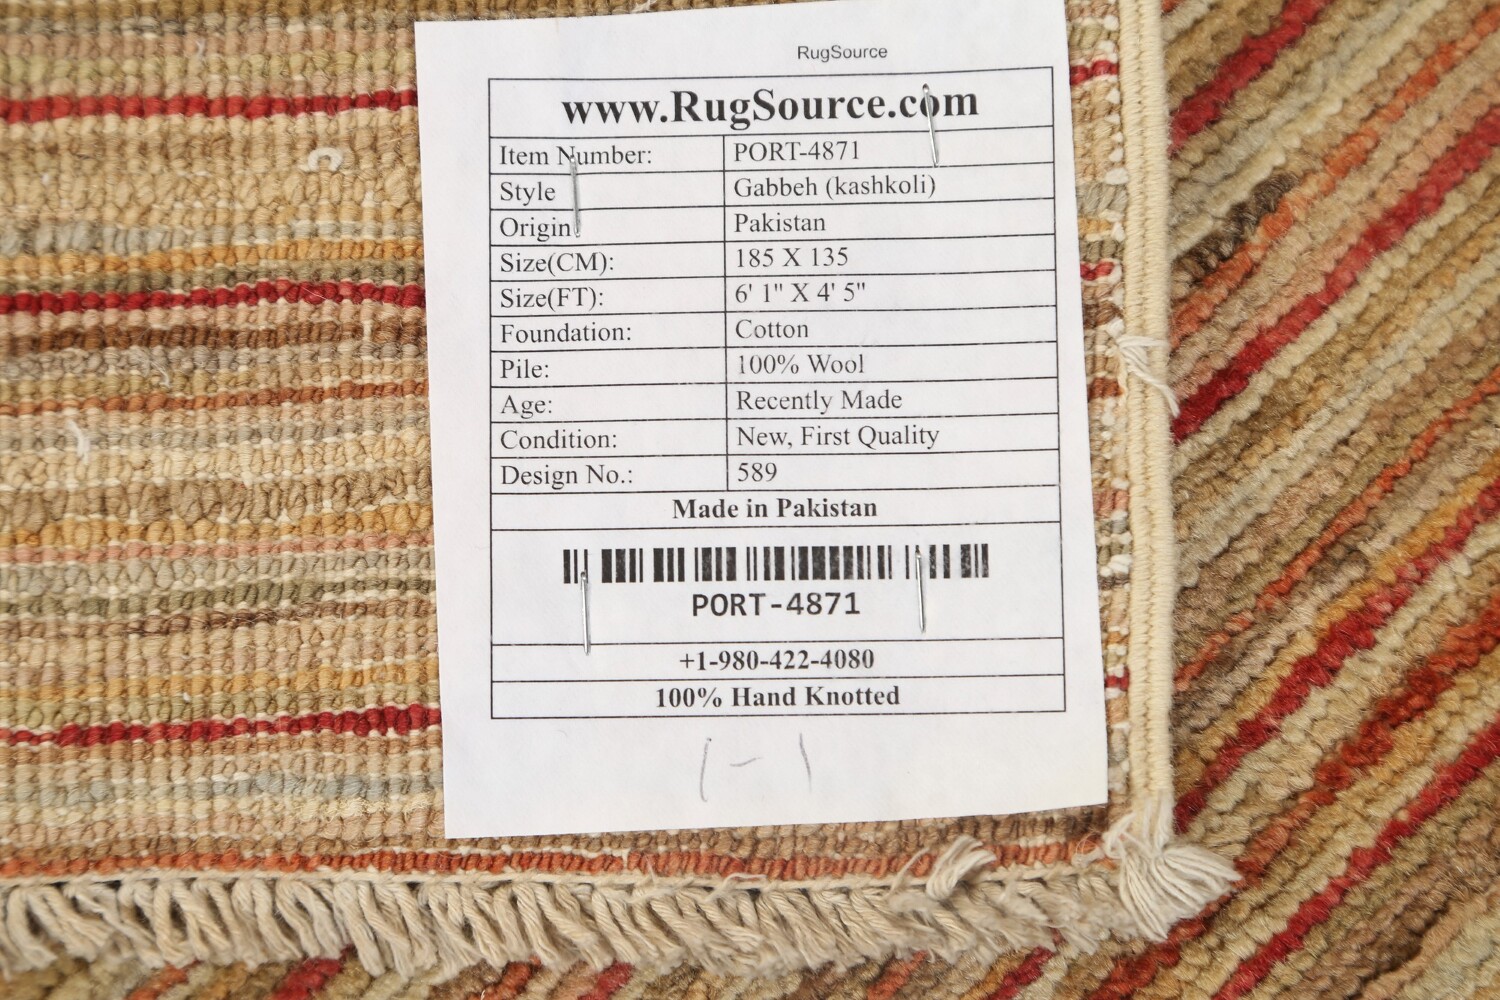 RugSource
www.RugSource.com
Item Number: PORT-4871
Style Gabbeh (kashkoli)
Origin Pakistan
Size(CM): 185 X 135
Size(FT): 6' 1" X 4' 5"
Foundation: Cotton
Pile: 100% Wool
Age: Recently Made
Condition: New, First Quality
Design No.: 589
Made in Pakistan
PORT-4871
+1-980-422-4080
100% Hand Knotted
1-1